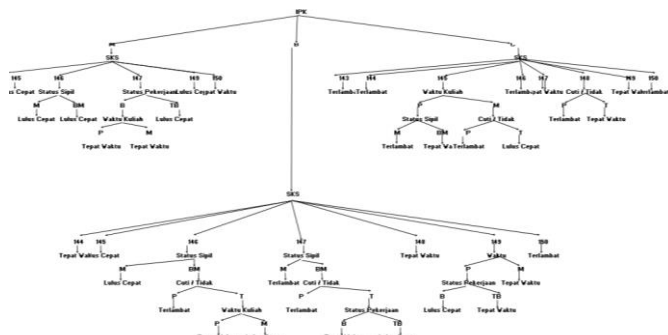 IPK
SKS SKS
145 146 147 149 150 143 144 145 146 147 148 149 150
Cepat Status Sipil Status Pekerjaan Lulus Cepat Waktu Terlambat Waktu Kuliah Waktu Cuti / Tidak Tepat
M BM B TB P M P T
Lulus Cepat Lulus Cepat Waktu Kuliah Lulus Cepat Status Sipil Cuti / Tidak Terlambat Tepat Waktu
P M M BM P T
Tepat Waktu Tepat Waktu Terlambat Tepat Terlambat Lulus Cepat
SKS
144 145 146 147 148 149 150
Tepat Cepat Status Sipil Status Sipil Tepat Waktu Waktu Terlambat
M BM M BM P M
Lulus Cepat Cuti / Tidak Terlambat Cuti / Tidak Status Pekerjaan Tepat Waktu
P T P T B TB
Terlambat Waktu Kuliah Terlambat Status Pekerjaan Lulus Cepat Tepat Waktu
P M B TB